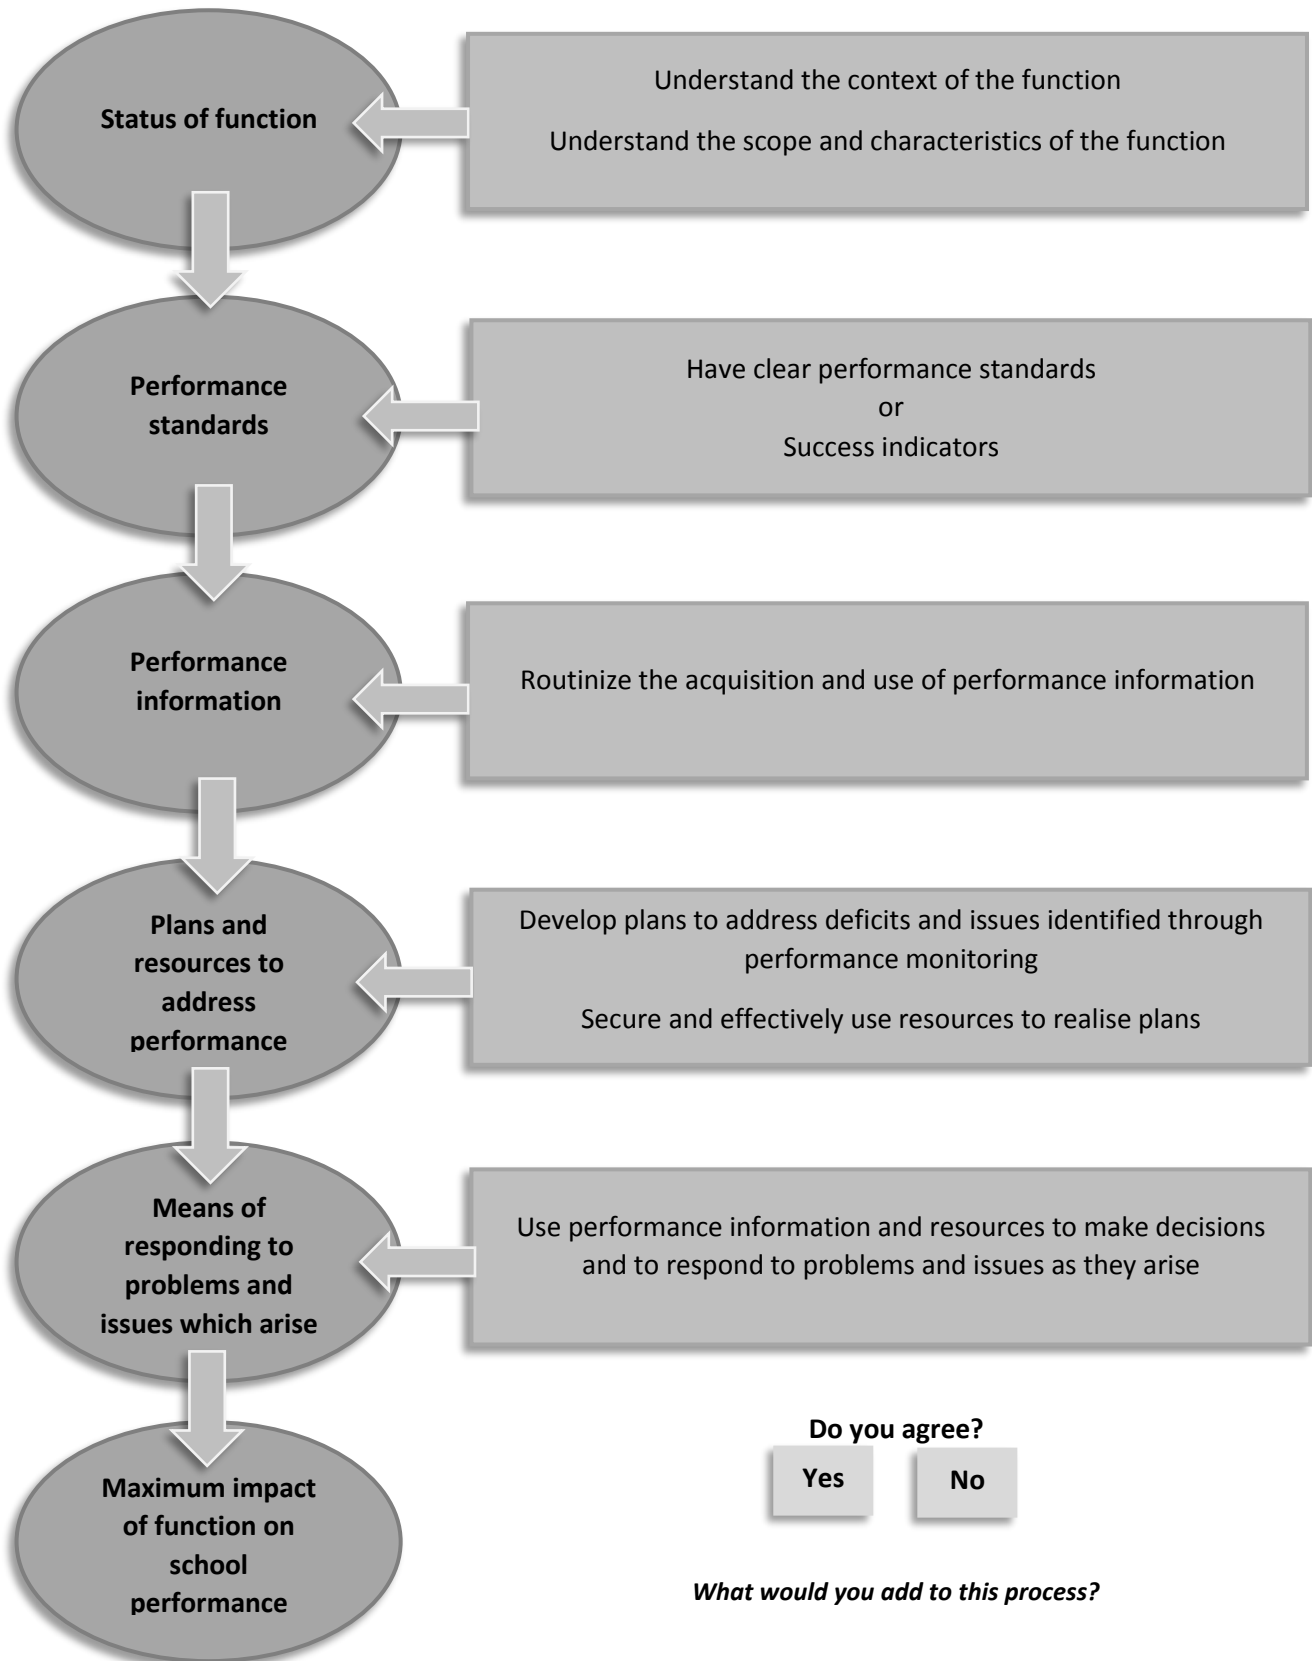 Status of function
Understand the context of the function
Understand the scope and characteristics of the function
Performance
standards
Have clear performance standards
or
Success indicators
Performance
information
Routinize the acquisition and use of performance information
Plans and
resources to
address
performance
Develop plans to address deficits and issues identified through
performance monitoring
Secure and effectively use resources to realise plans
Means of
responding to
problems and
issues which arise
Use performance information and resources to make decisions
and to respond to problems and issues as they arise
Maximum impact
of function on
school
performance
Do you agree?
Yes
No
What would you add to this process?